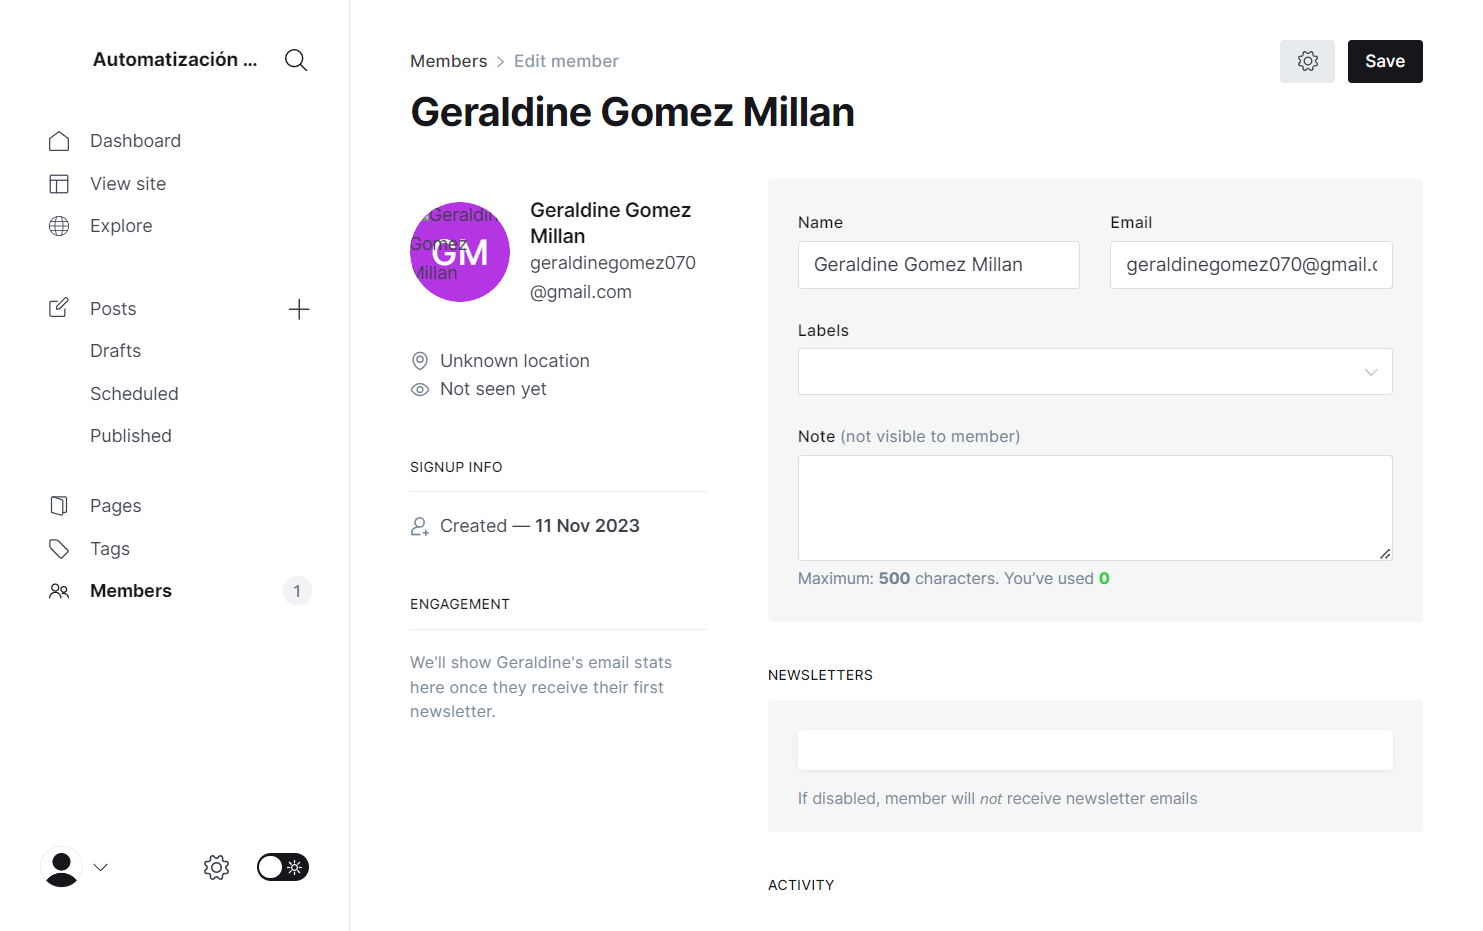 Automatización ...
Dashboard
View site
Explore
Posts
Drafts
Scheduled
Published
Pages
Tags
Members
1
Members > Edit member
Save
Geraldine Gomez Millan
Geraldine
Gomez
Millan
GM
Geraldine Gomez
Millan
geraldinegomez070
@gmail.com
Unknown location
Not seen yet
SIGNUP INFO
Created — 11 Nov 2023
ENGAGEMENT
We'll show Geraldine's email stats
here once they receive their first
newsletter.
Name
Geraldine Gomez Millan
Email
geraldinegomez070@gmail.c
Labels
Note (not visible to member)
Maximum: 500 characters. You’ve used 0
NEWSLETTERS
If disabled, member will not receive newsletter emails
ACTIVITY